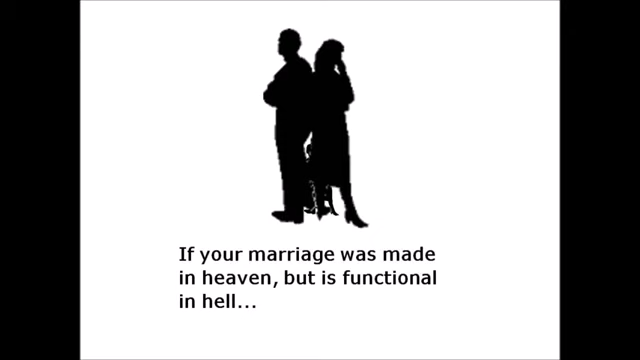 If your marriage was made
in heaven, but is functional
in hell...